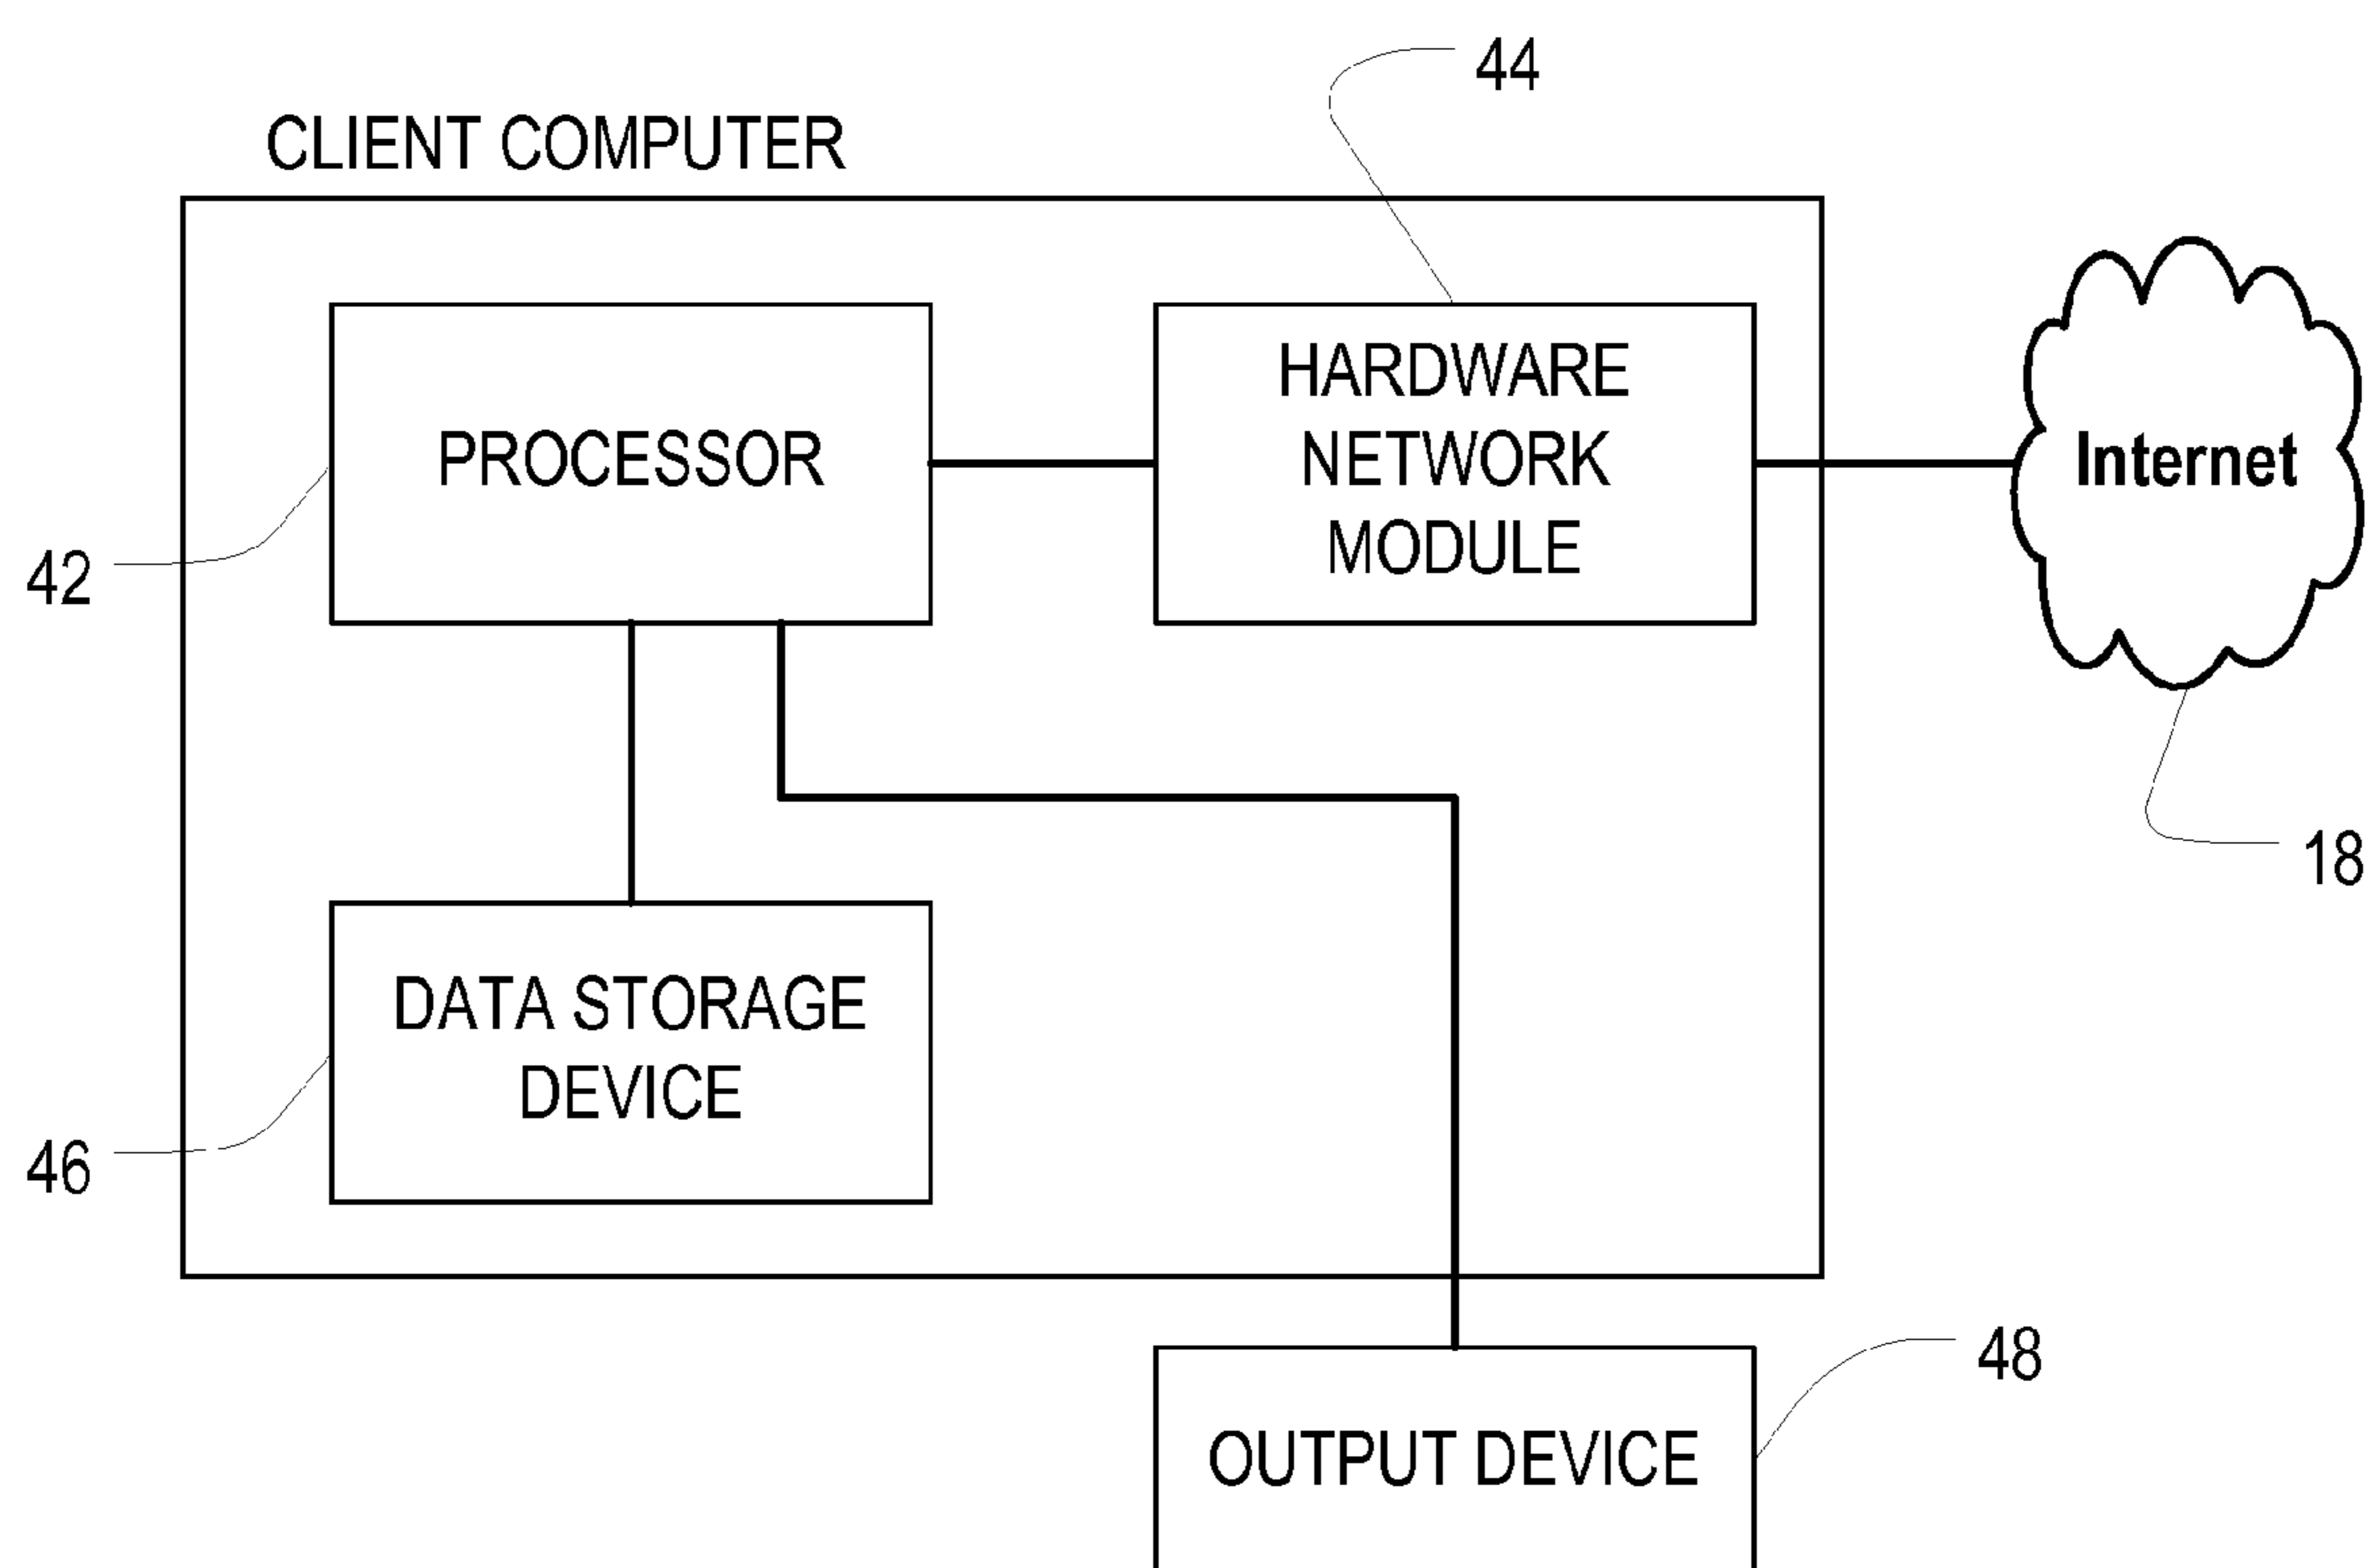 44
CLIENT COMPUTER
PROCESSOR
HARDWARE
NETWORK
MODULE
Internet
42
18
DATA STORAGE
DEVICE
46
48
OUTPUT DEVICE